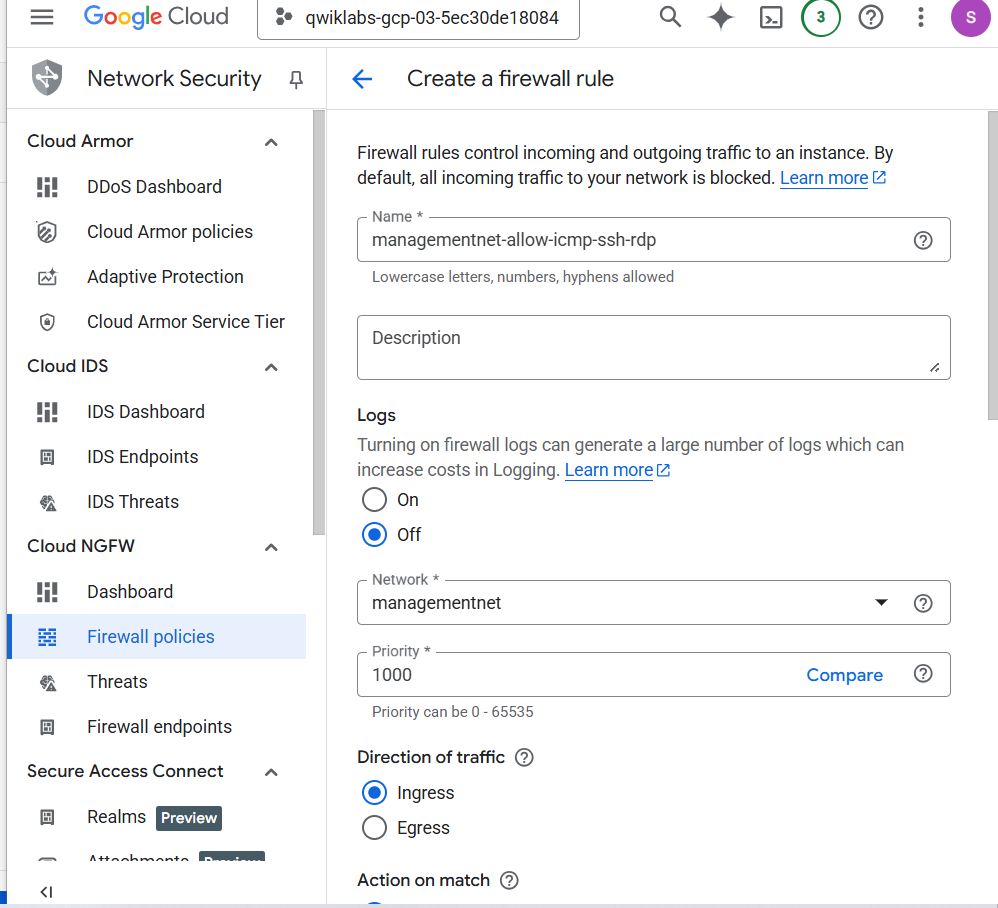 Google Cloud
qwiklabs-gcp-03-5ec30de18084
3
S
Network Security
Create a firewall rule
Cloud Armor
DDoS Dashboard
Cloud Armor policies
Adaptive Protection
Cloud Armor Service Tier
Cloud IDS
IDS Dashboard
IDS Endpoints
IDS Threats
Cloud NGFW
Dashboard
Firewall policies
Threats
Firewall endpoints
Secure Access Connect
Realms Preview
Attachments Preview
Firewall rules control incoming and outgoing traffic to an instance. By
default, all incoming traffic to your network is blocked. Learn more
Name *
managementnet-allow-icmp-ssh-rdp
Lowercase letters, numbers, hyphens allowed
Description
Logs
Turning on firewall logs can generate a large number of logs which can
increase costs in Logging. Learn more
On
Off
Network *
managementnet
Priority *
1000 Compare
Priority can be 0 - 65535
Direction of traffic
Ingress
Egress
Action on match